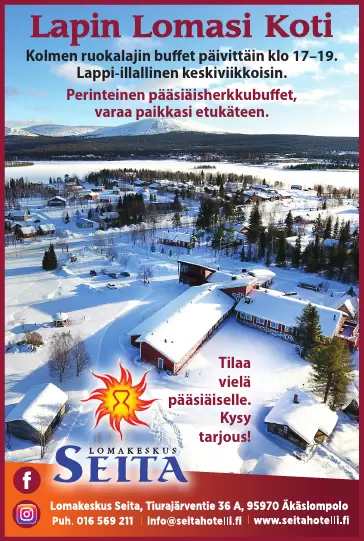 Lapin Lomasi Koti
Kolmen ruokalajin buffet päivittäin klo 17–19.
Lappi-illallinen keskiviikkoisin.
Perinteinen pääsiäisherkkubuffet,
varaa paikkasi etukäteen.
Tilaa
vielä
pääsiäiselle.
Kysy
tarjous!
LOMAKESKUS
SEITA
Lomakeskus Seita, Tiurajärventie 36 A, 95970 Äkäslompolo
Puh. 016 569 211 | info@seitahotelli.fi | www.seitahotelli.fi